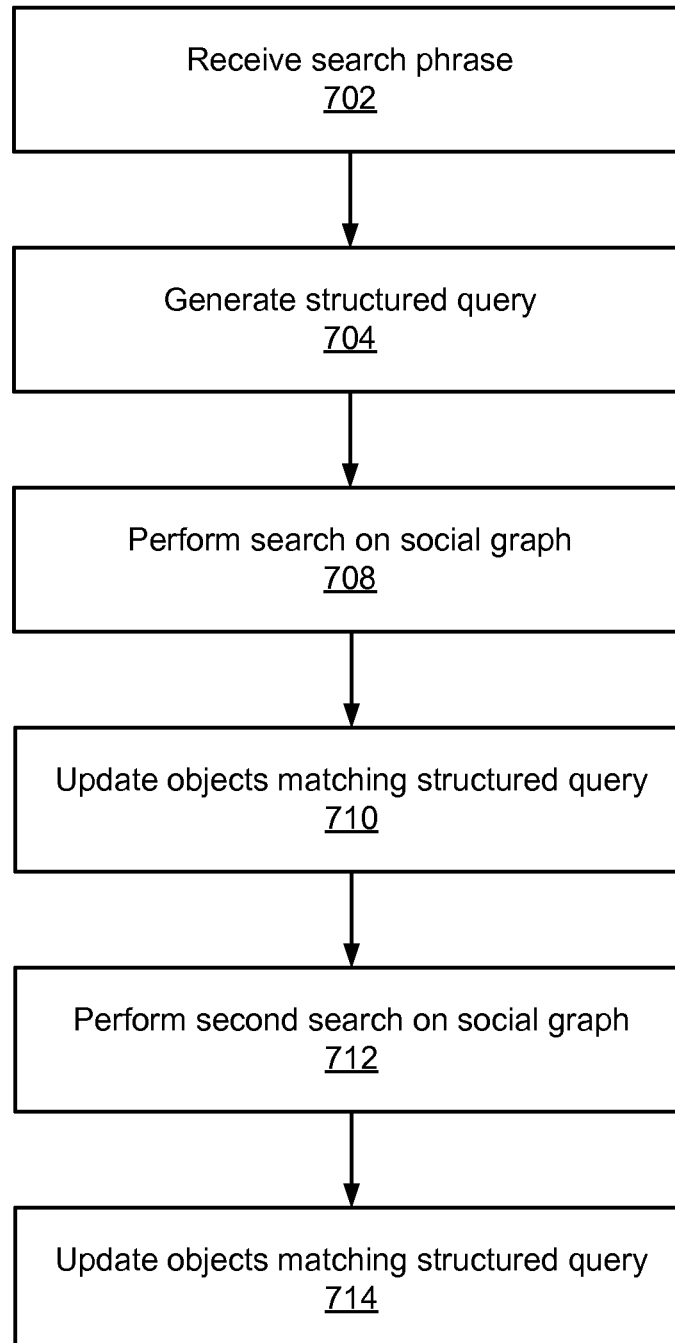 Receive search phrase
702
Generate structured query
704
Perform search on social graph
708
Update objects matching structured query
710
Perform second search on social graph
712
Update objects matching structured query
714